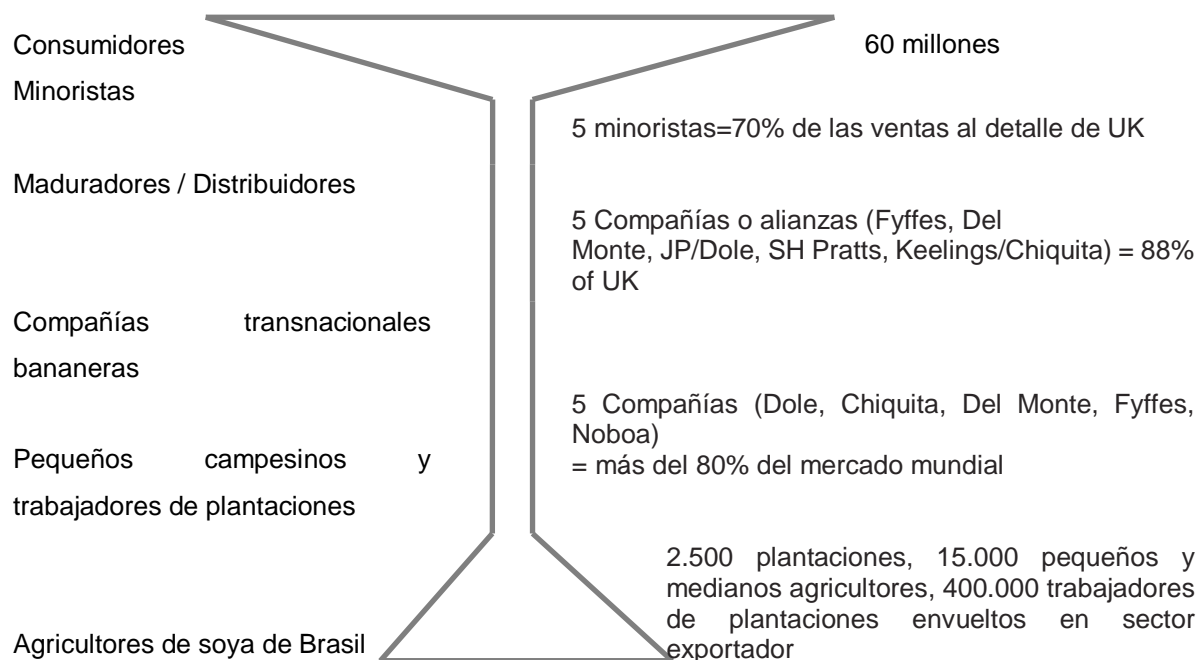 Consumidores
60 millones
Minoristas
5 minoristas=70% de las ventas al detalle de UK
Maduradores / Distribuidores
5 Compañías o alianzas (Fyffes, Del
Monte, JP/Dole, SH Pratts, Keelings/Chiquita) = 88%
of UK
Compañías transnacionales
bananeras
5 Compañías (Dole, Chiquita, Del Monte, Fyffes,
Noboa)
= más del 80% del mercado mundial
Pequeños campesinos y
trabajadores de plantaciones
2.500 plantaciones, 15.000 pequeños y
medianos agricultores, 400.000 trabajadores
de plantaciones envueltos en sector
exportador
Agricultores de soya de Brasil